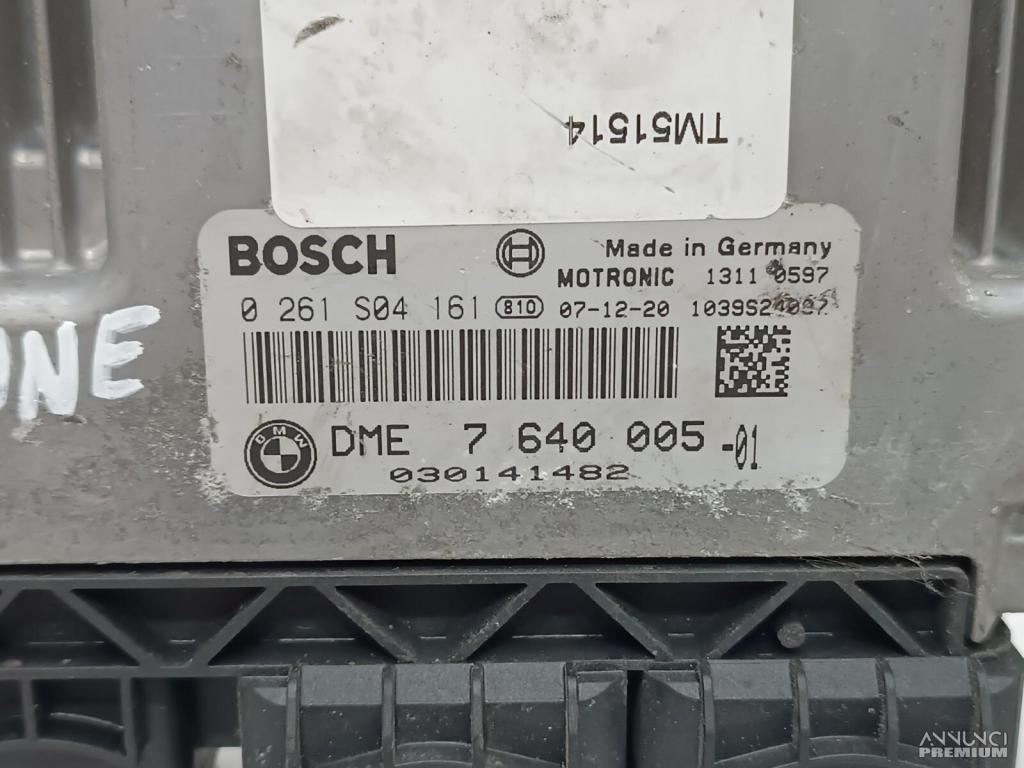 TM51514
BOSCH
Made in Germany
MOTRONIC 1311 0597
0 261 S04 161 810 07-12-20
BMW
DME 7 640 005 -01
030141482
ANNUNCI
PREMIUM